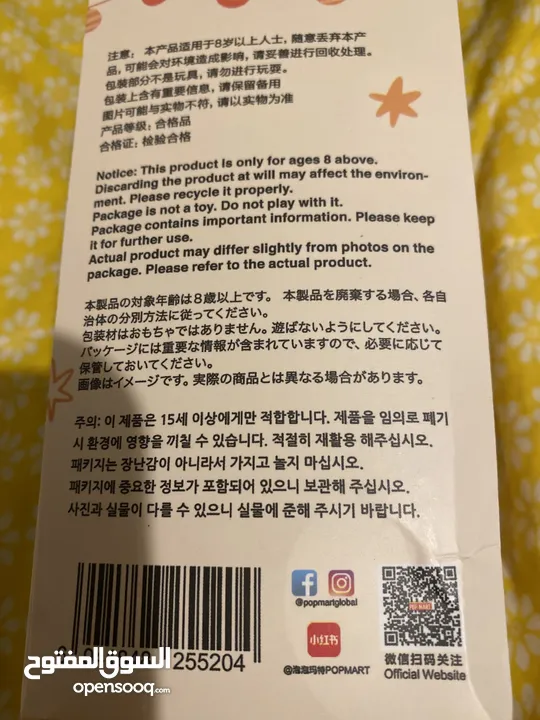 注意：本产品适用于8岁以上人士，随意丢弃本产
品，可能会对环境造成影响，请妥善进行回收处理。
包装部分不是玩具，请勿进行玩耍。
包装上含有重要信息，请保留备用
图片可能与实物不符，请以实物为准
产品等级：合格品
合格证：检验合格
Notice: This product is only for ages 8 above.
Discarding the product at will may affect the environ-
ment. Please recycle it properly.
Package is not a toy. Do not play with it.
Package contains important information. Please keep
it for further use.
Actual product may differ slightly from photos on the
package. Please refer to the actual product.
本製品の対象年齢は8歳以上です。 本製品を廃棄する場合、各自
治体の分別方法に従ってください。
包装材はおもちゃではありません。遊ばないようにしてください。
パッケージには重要な情報が含まれていますので、必要に応じて
保管しておいてください。
画像はイメージです。実際の商品とは異なる場合があります。
주의: 이 제품은 15세 이상에게만 적합합니다. 제품을 임의로 폐기
시 환경에 영향을 끼칠 수 있습니다. 적절히 재활용 해주십시오.
패키지는 장난감이 아니라서 가지고 놀지 마십시오.
패키지에 중요한 정보가 포함되어 있으니 보관해 주십시오.
사진과 실물이 다를 수 있으니 실물에 준해 주시기 바랍니다.
@popmartglobal
小红书
@泡泡玛特POPMART
POP MART
微信扫码关注
Official Website
255204
السوق المفتوح
opensooq.com